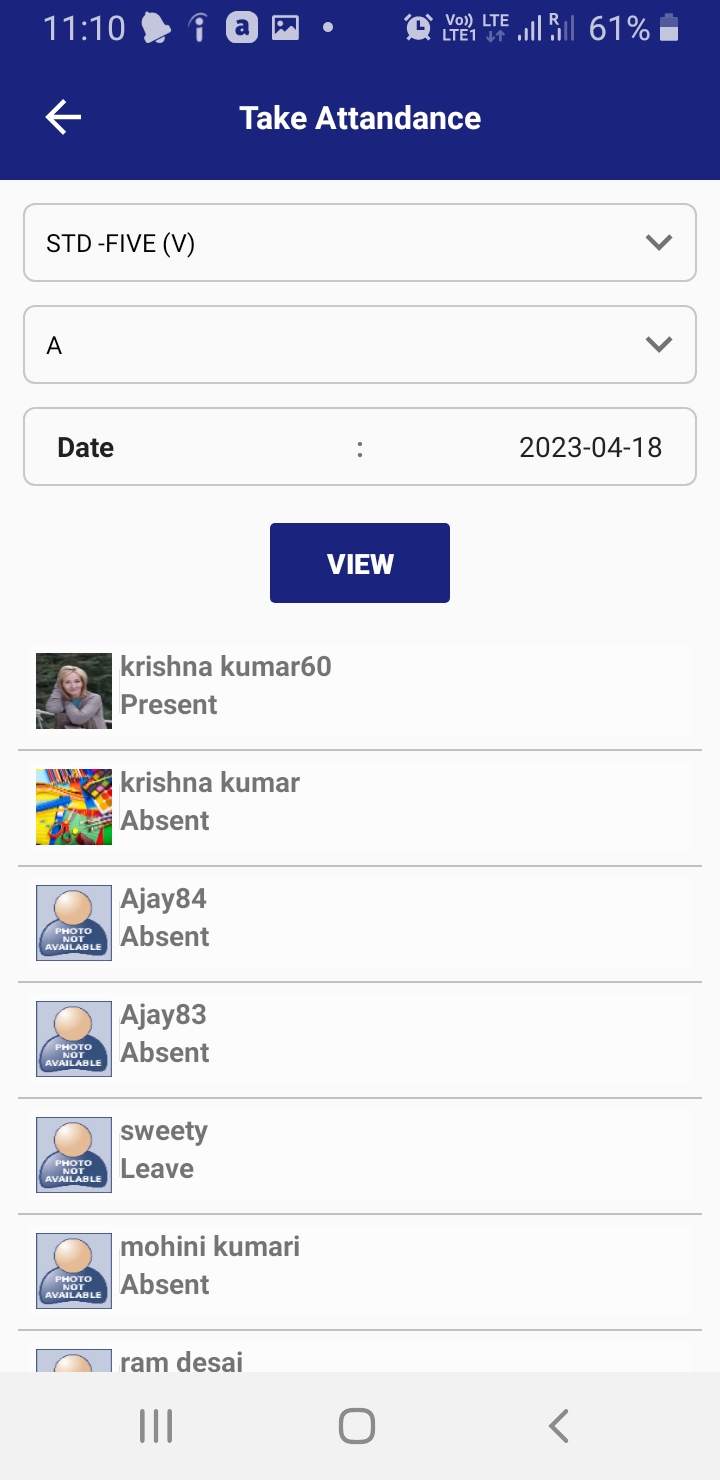 11:10 a Vo)) LTE R 61%
LTE1
Take Attandance
STD -FIVE (V)
A
Date : 2023-04-18
VIEW
krishna kumar60
Present
krishna kumar
Absent
Ajay84
Absent
PHOTO
NOT
AVAILABLE
Ajay83
Absent
PHOTO
NOT
AVAILABLE
sweety
Leave
PHOTO
NOT
AVAILABLE
mohini kumari
Absent
PHOTO
NOT
AVAILABLE
ram desai